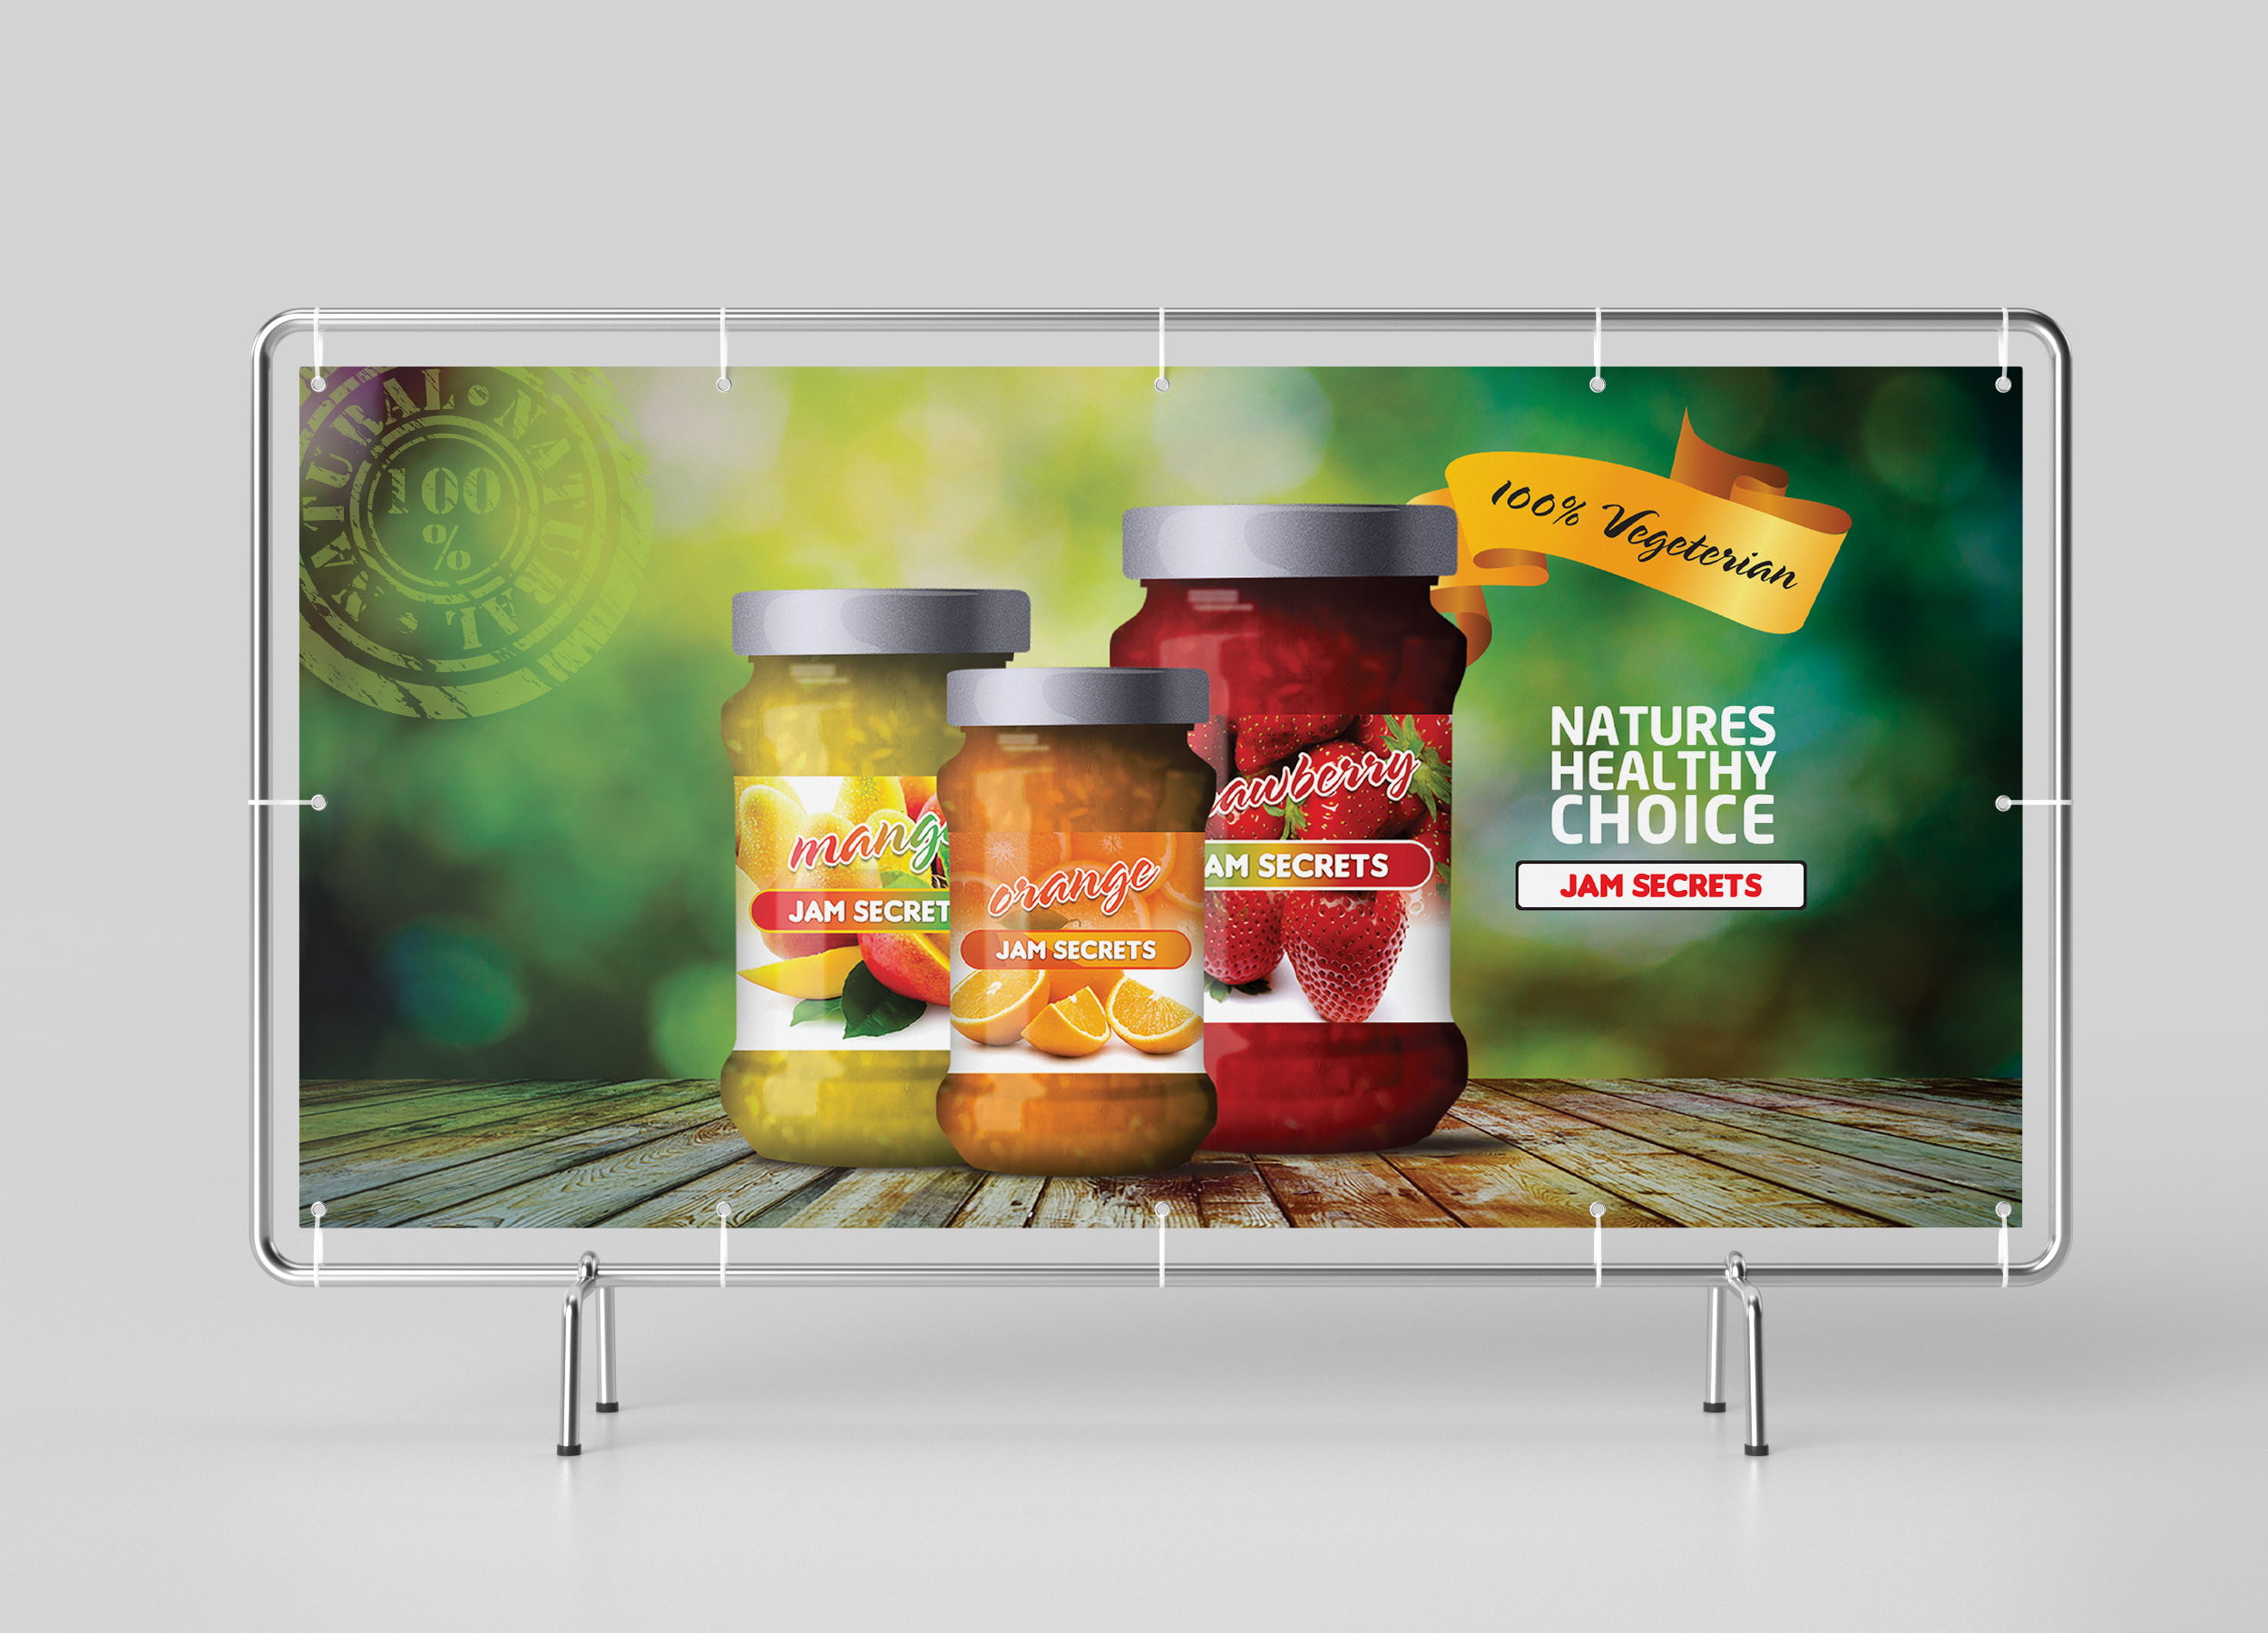 NATURAL • NATURAL • NATURAL
100
%
100% Vegeterian
NATURES
HEALTHY
CHOICE
JAM SECRETS
mango
JAM SECRET
orange
JAM SECRETS
awberry
AM SECRETS